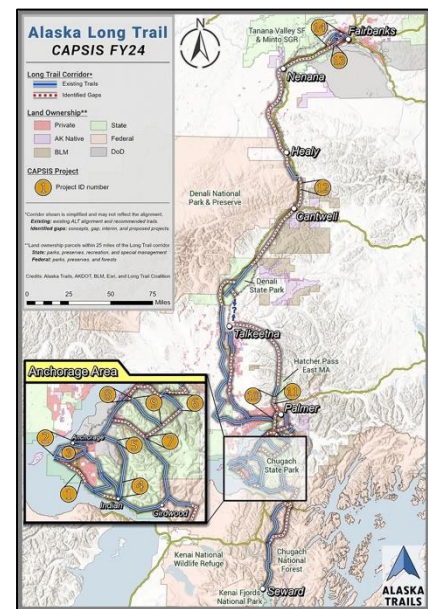 Alaska Long Trail
CAPSIS FY24
Long Trail Corridor*
Existing Trails
Identified Gaps
Land Ownership**
Private
State
AK Native
Federal
BLM
DoD
CAPSIS Project
Project ID number
*Corridor shown is simplified and may not reflect the alignment.
Existing: existing ALT alignment and recommended trails.
Identified gaps: concepts, gap, interim, and proposed projects.
**Land ownership parcels within 25 miles of the Long Trail corridor
State: parks, preserves, recreation, and special management
Federal: parks, preserves, and forests
Credits: Alaska Trails, AKDOT, BLM, Esri, and Long Trail Coalition
0 25 50 75
Miles
Tanana Valley SF
& Minto SGR
14
Fairbanks
13
Nenana
Healy
12
Denali National
Park & Preserve
Cantwell
Denali
State Park
Talkeetna
Hatcher Pass
East MA
10
11
Palmer
Chugach
State Park
Anchorage Area
Anchorage
Indian
Girdwood
Kenai National
Wildlife Refuge
Chugach
National
Forest
Kenai Fjords
National Park
Seward
ALASKA
TRAILS